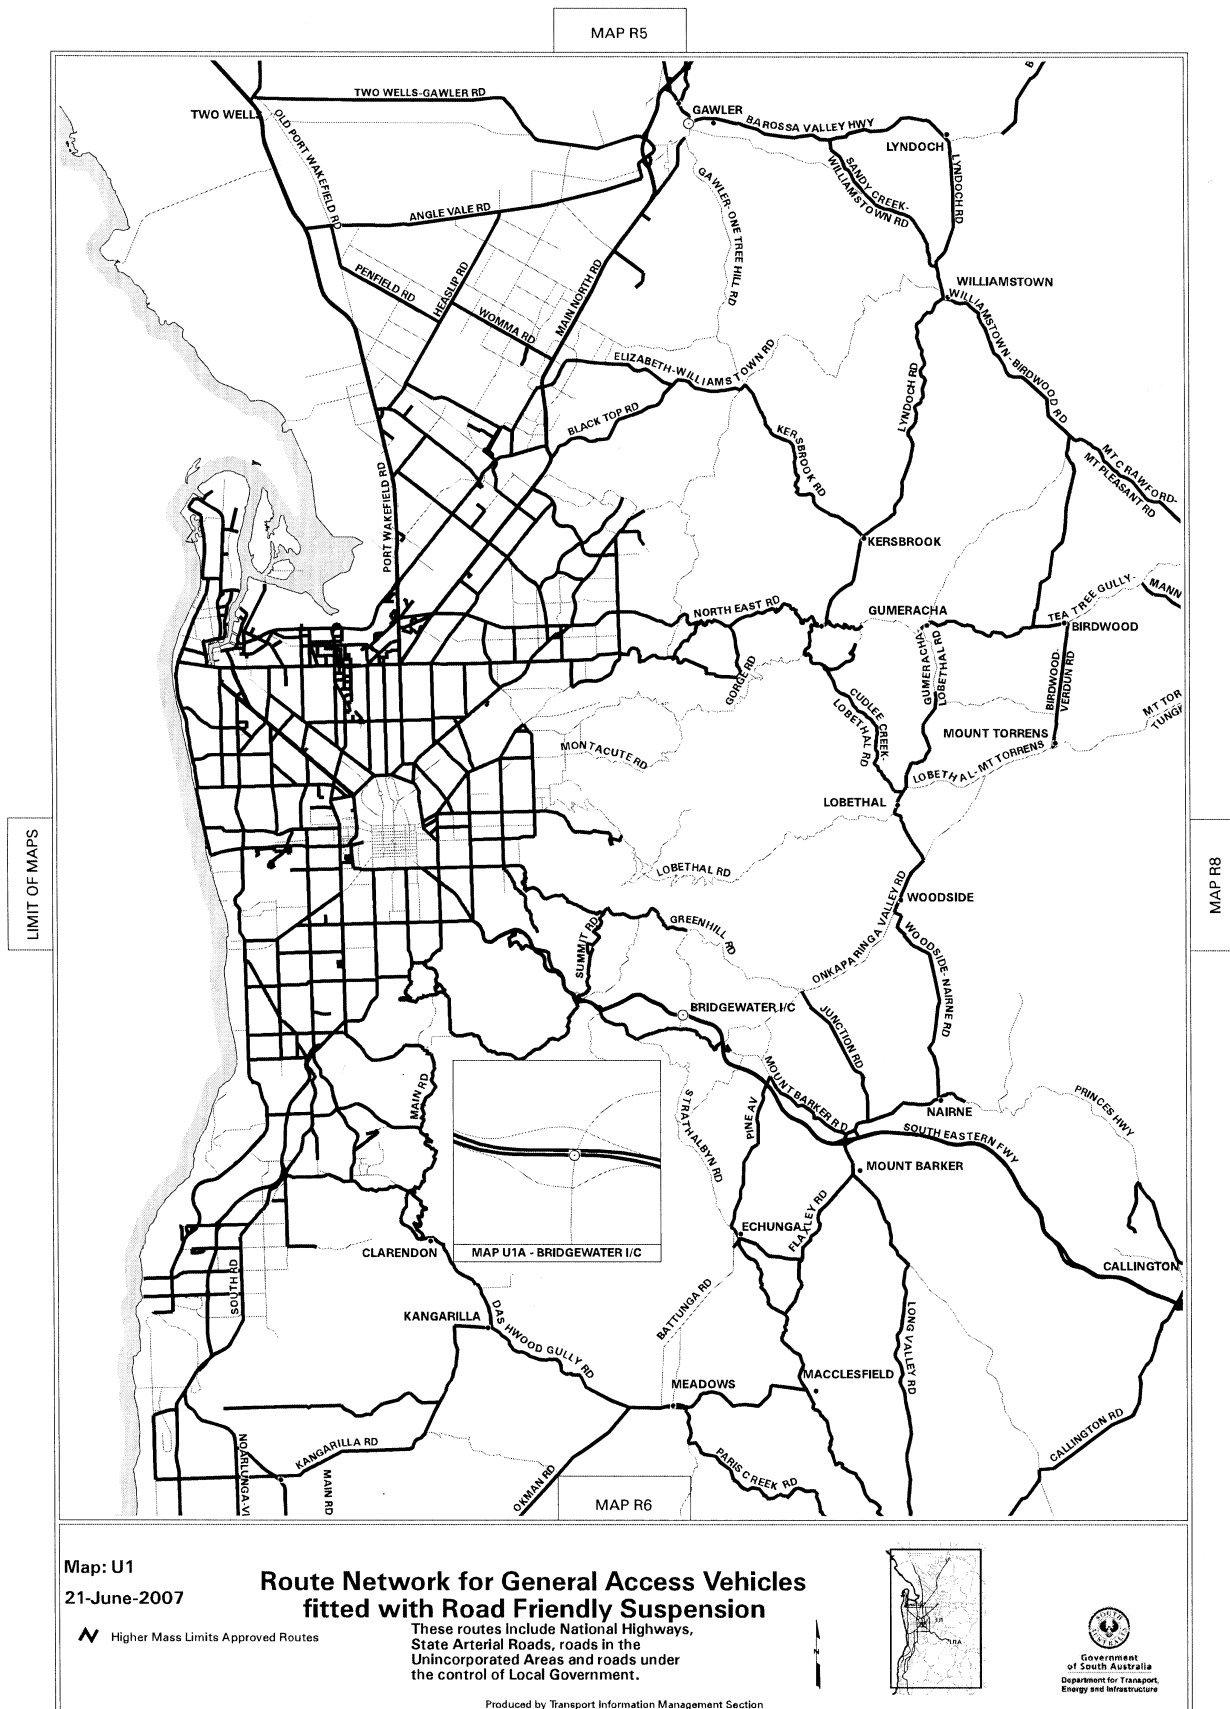 MAP R5
TWO WELLS-GAWLER RD
TWO WELLS
OLD PORT WAKEFIELD RD
GAWLER
BAROSSA VALLEY HWY
LYNDOCH
B
SANDY CREEK-
WILLIAMSTOWN RD
LYNDOCH RD
GAWLER-ONE TREE HILL RD
ANGLE VALE RD
PENFIELD RD
HEASLIP RD
WOMMA RD
MAIN NORTH RD
WILLIAMSTOWN
WILLIAMSTOWN-BIRDWOOD RD
ELIZABETH-WILLIAMSTOWN RD
LYNDOCH RD
BLACK TOP RD
KERSBROOK RD
MT CRAWFORD-
MT PLEASANT RD
PORT WAKEFIELD RD
KERSBROOK
NORTH EAST RD
GUMERACHA
TEA TREE GULLY-
MANN
BIRDWOOD
GUMERACHA
LOBETHAL RD
BIRDWOOD-
VERDUN RD
GORGE RD
CUDLEE CREEK-
LOBETHAL RD
MT TOR
TUNGK
MOUNT TORRENS
LOBETHAL-MT TORRENS
MONTACUTE RD
LOBETHAL
LIMIT OF MAPS
MAP R8
LOBETHAL RD
WOODSIDE
ONKAPARINGA VALLEY RD
GREENHILL RD
SUMMIT RD
WOODSIDE-NAIRNE RD
BRIDGEWATER I/C
JUNCTION RD
MOUNT BARKER RD
MAIN RD
STRATHALBYN RD
PINE AV
NAIRNE
PRINCES HWY
SOUTH EASTERN FWY
MOUNT BARKER
ECHUNGA
FLAXLEY RD
CLARENDON
MAP U1A - BRIDGEWATER I/C
CALLINGTON
SOUTH RD
KANGARILLA
DASHWOOD GULLY RD
BATTUNGA RD
LONG VALLEY RD
MEADOWS
MACCLESFIELD
KANGARILLA RD
NOARLUNGA-VI
MAIN RD
OKMAN RD
PARIS CREEK RD
CALLINGTON RD
MAP R6
Map: U1
21-June-2007
Higher Mass Limits Approved Routes
Route Network for General Access Vehicles
fitted with Road Friendly Suspension
These routes include National Highways,
State Arterial Roads, roads in the
Unincorporated Areas and roads under
the control of Local Government.
Produced by Transport Information Management Section
N
SOUTH
AUSTRALIA
Government
of South Australia
Department for Transport,
Energy and Infrastructure